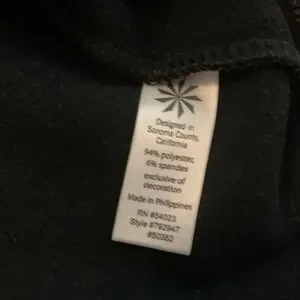 Designed in
Sonoma County,
California
94% polyester,
6% spandex
exclusive of
decoration
Made in Philippines
RN #54023
Style #792947
#S0352